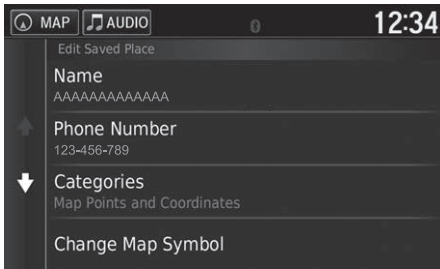 MAP AUDIO 12:34
Edit Saved Place
Name
AAAAAAAAAAAAA
Phone Number
123-456-789
Categories
Map Points and Coordinates
Change Map Symbol